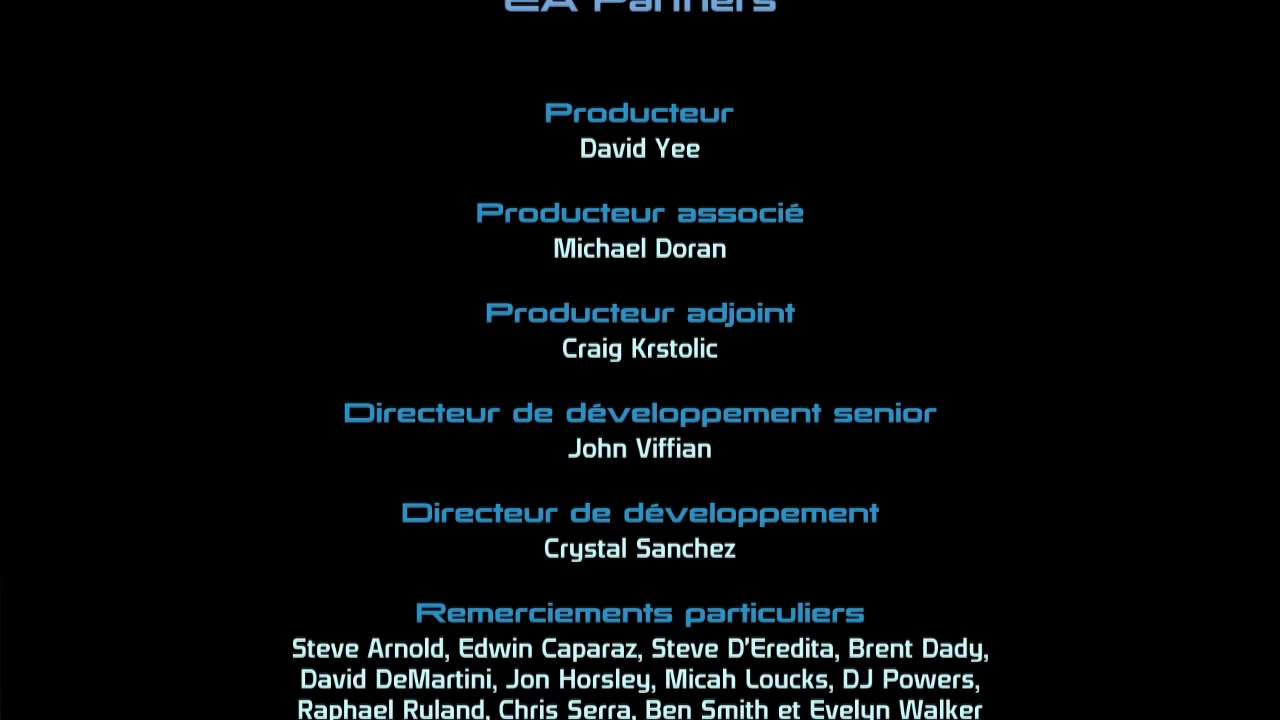 EA Partners
Producteur
David Yee
Producteur associé
Michael Doran
Producteur adjoint
Craig Krstolic
Directeur de développement senior
John Viffian
Directeur de développement
Crystal Sanchez
Remerciements particuliers
Steve Arnold, Edwin Caparaz, Steve D'Eredita, Brent Dady,
David DeMartini, Jon Horsley, Micah Loucks, DJ Powers,
Raphael Ruland, Chris Serra, Ben Smith et Evelyn Walker